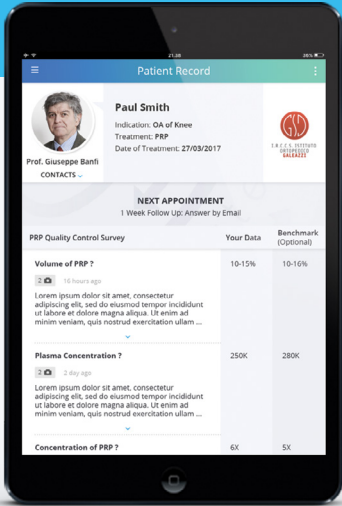 21.38
20%
Patient Record
Paul Smith
Indication: OA of Knee
Treatment: PRP
Date of Treatment: 27/03/2017
Prof. Giuseppe Banfi
CONTACTS
I.R.C.C.S. ISTITUTO
ORTOPEDICO
GALEAZZI
NEXT APPOINTMENT
1 Week Follow Up: Answer by Email
PRP Quality Control Survey Your Data Benchmark
(Optional)
Volume of PRP ? 10-15% 10-16%
2 16 hours ago
Lorem ipsum dolor sit amet, consectetur
adipiscing elit, sed do eiusmod tempor incididunt
ut labore et dolore magna aliqua. Ut enim ad
minim veniam, quis nostrud exercitation ullam ...
Plasma Concentration ? 250K 280K
2 2 day ago
Lorem ipsum dolor sit amet, consectetur
adipiscing elit, sed do eiusmod tempor incididunt
ut labore et dolore magna aliqua. Ut enim ad
minim veniam, quis nostrud exercitation ullam ...
Concentration of PRP ? 6X 5X